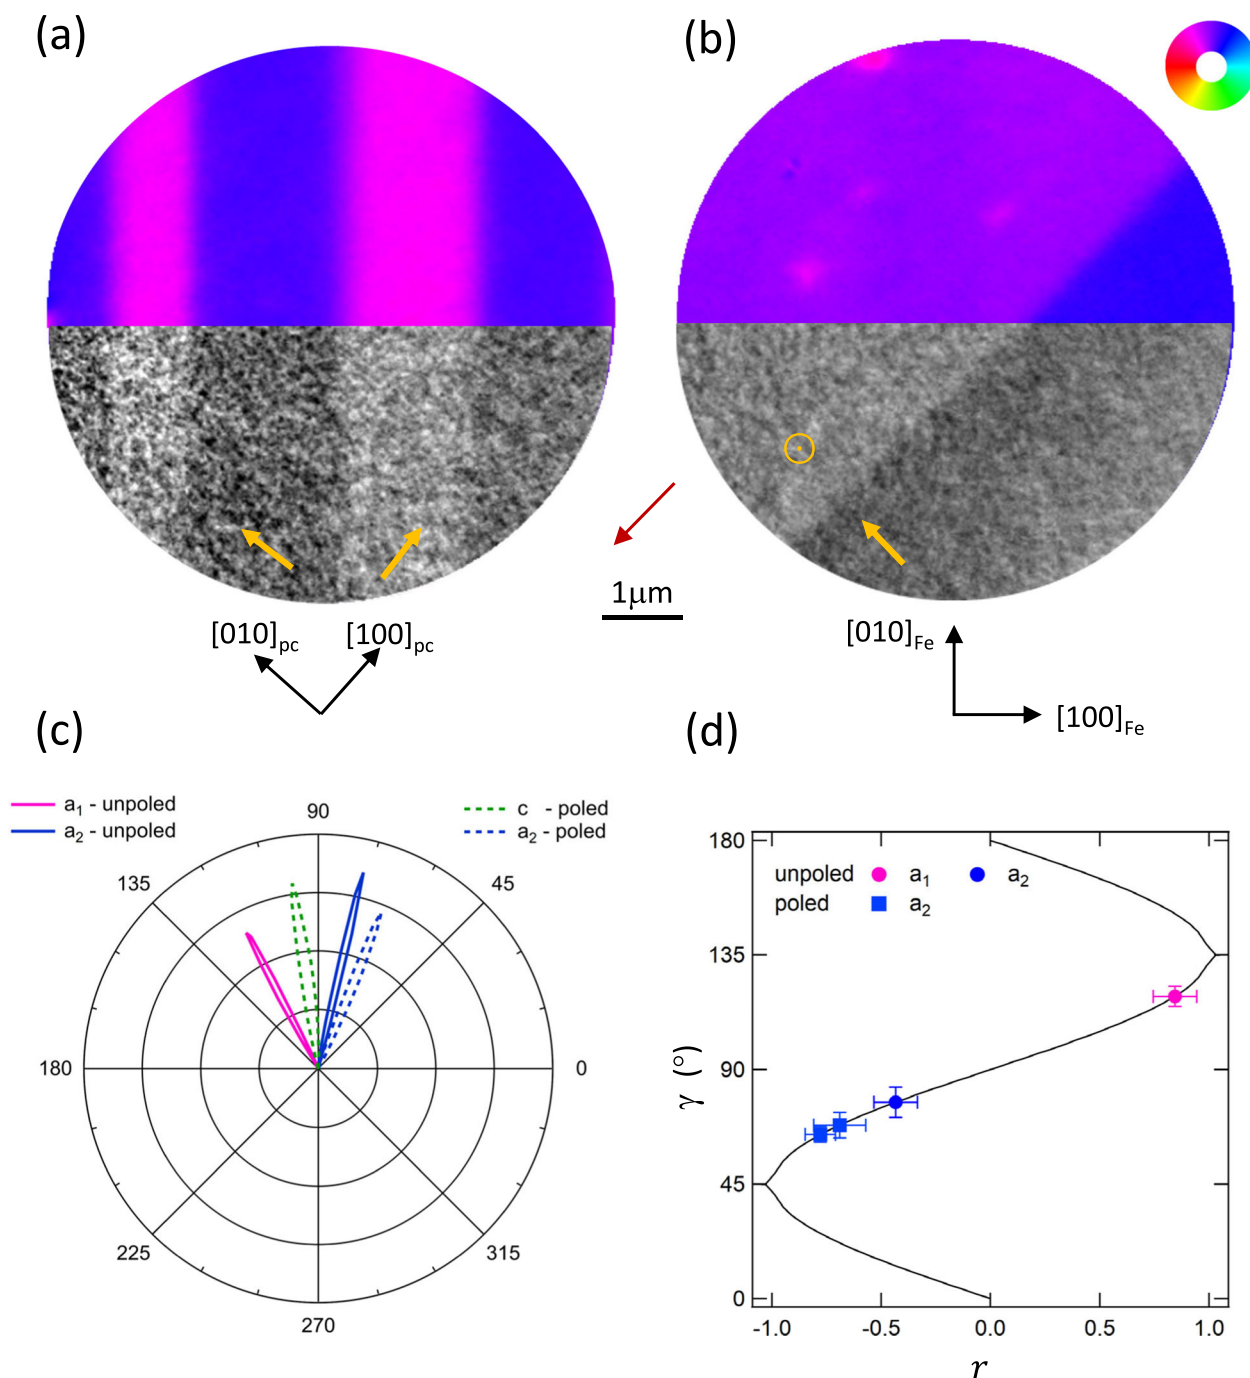 (a)
(b)
[010]pc [100]pc
1μm
[010]Fe
[100]Fe
(c)
a1 - unpoled
a2 - unpoled
c - poled
a2 - poled
90
135
45
180
0
225
315
270
(d)
180
135
90
45
0
γ (°)
unpoled a1 a2
poled a2
-1.0 -0.5 0.0 0.5 1.0
r